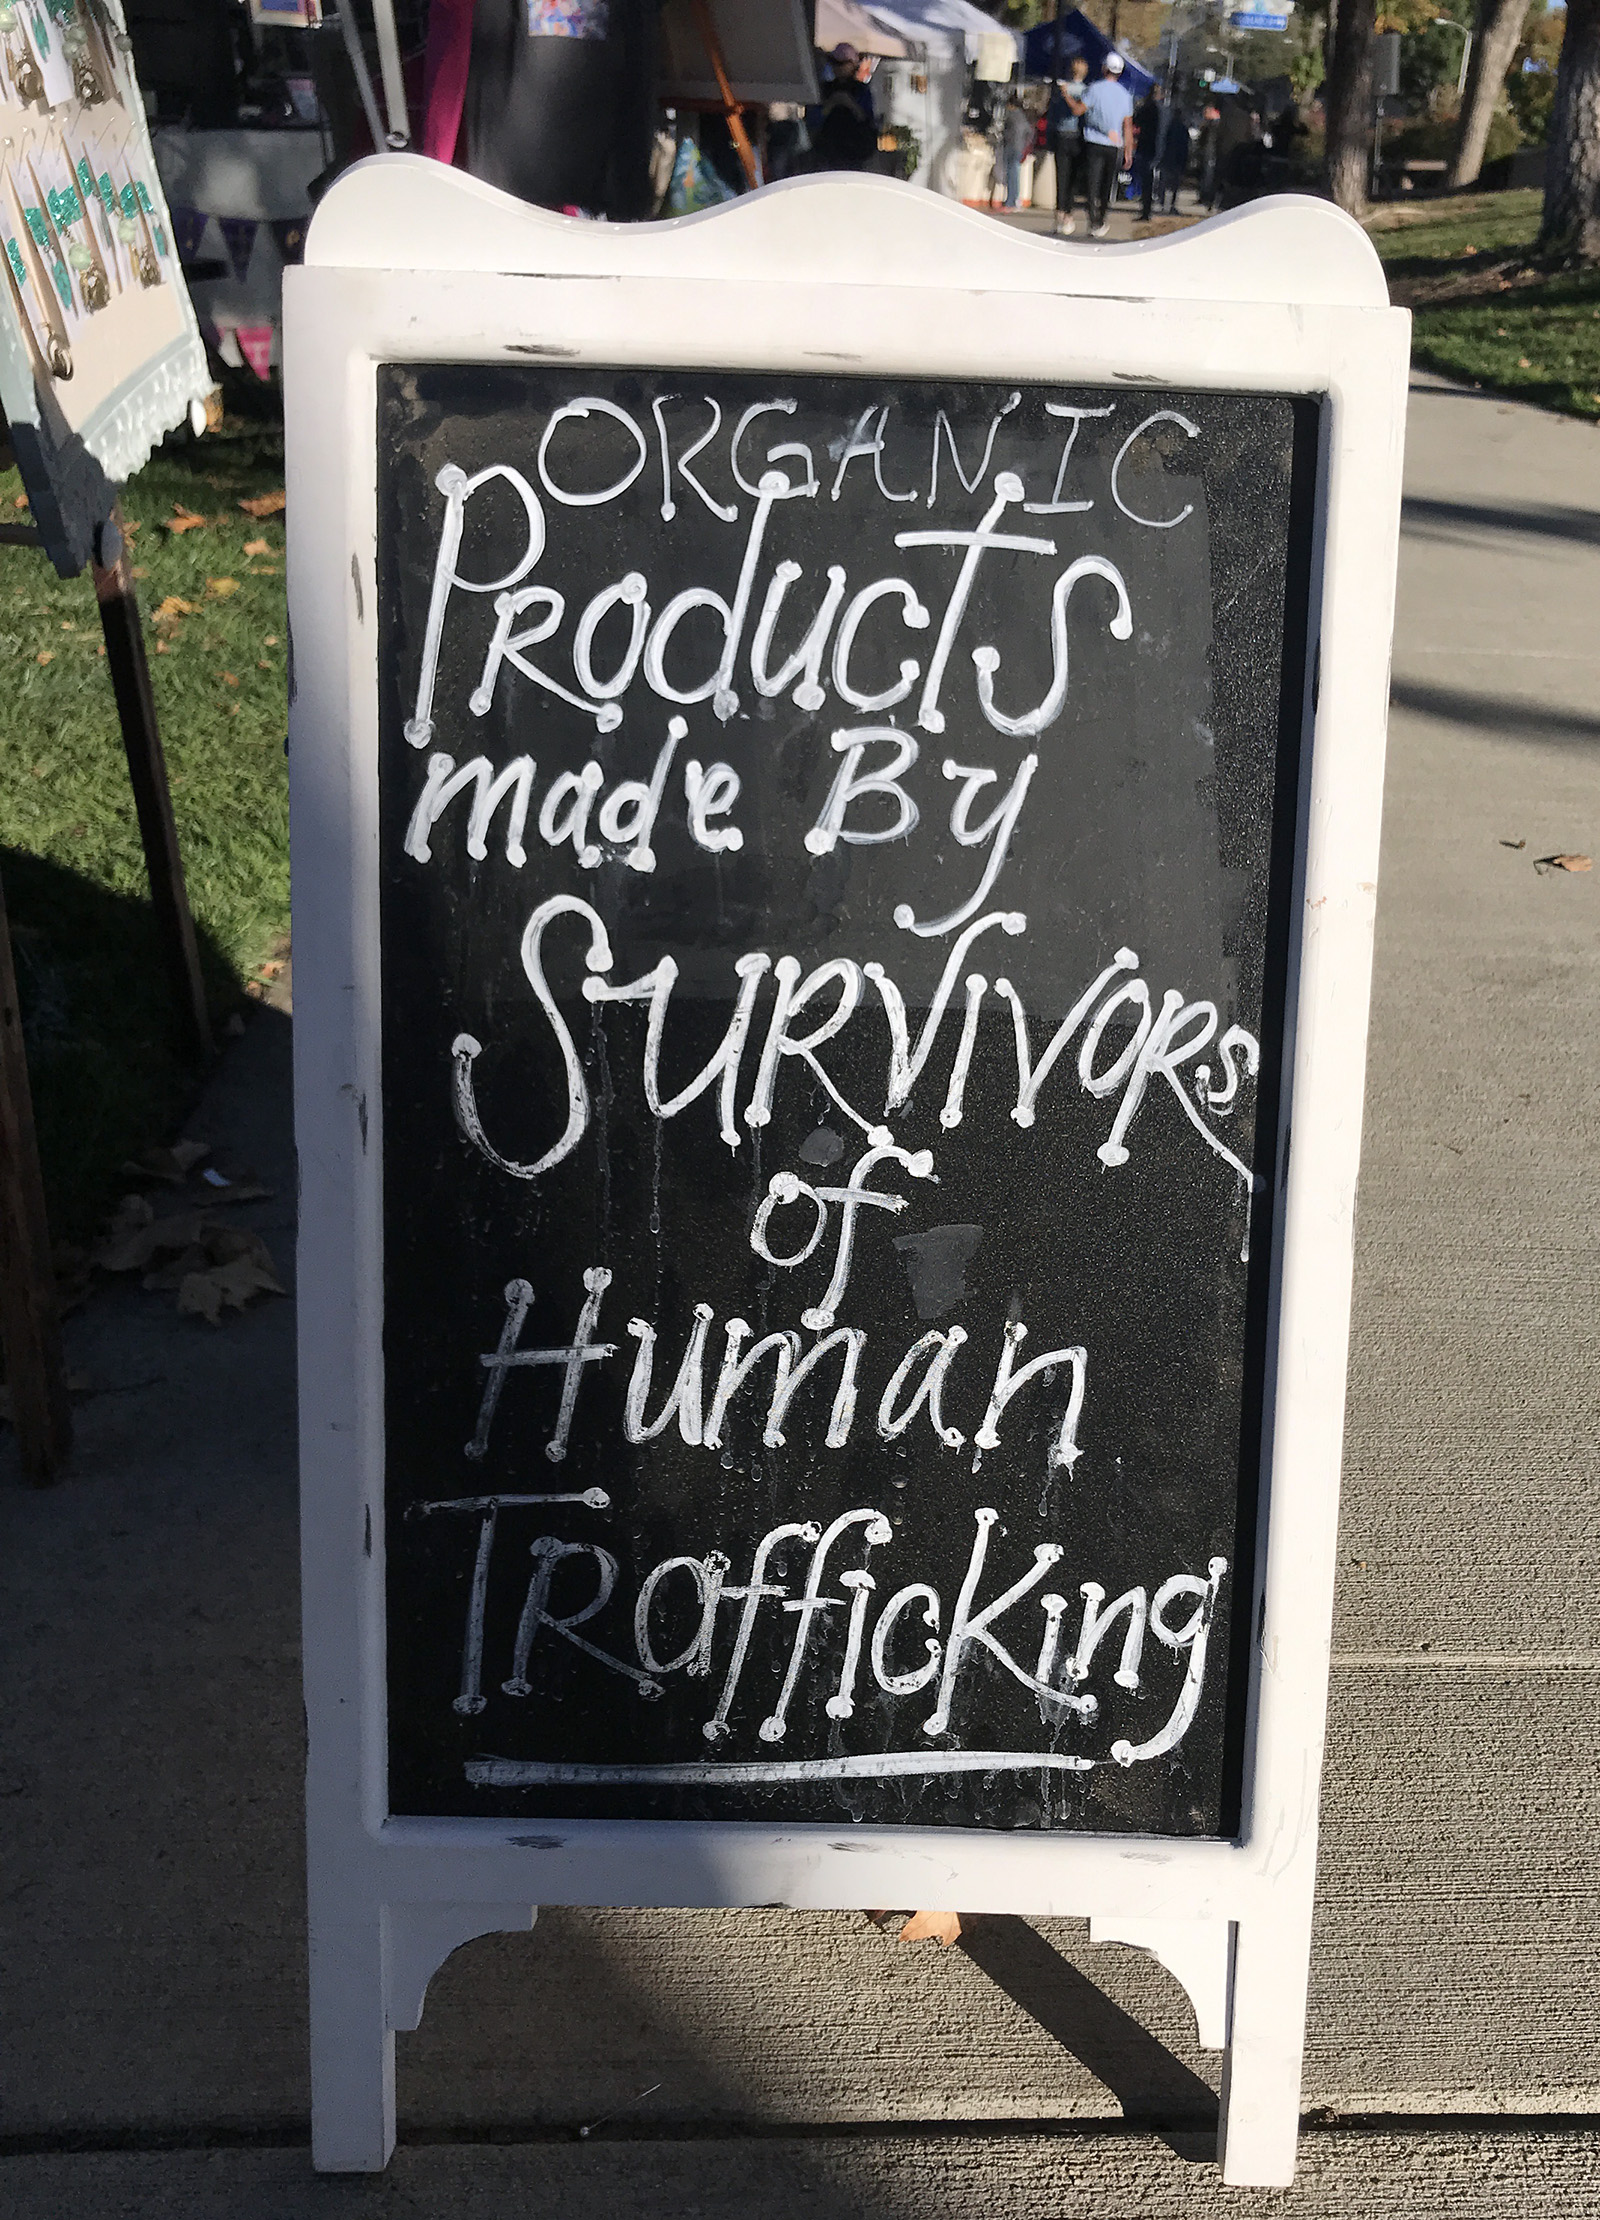 ORGANIC
Products
made By
Survivors
of
Human
Trafficking